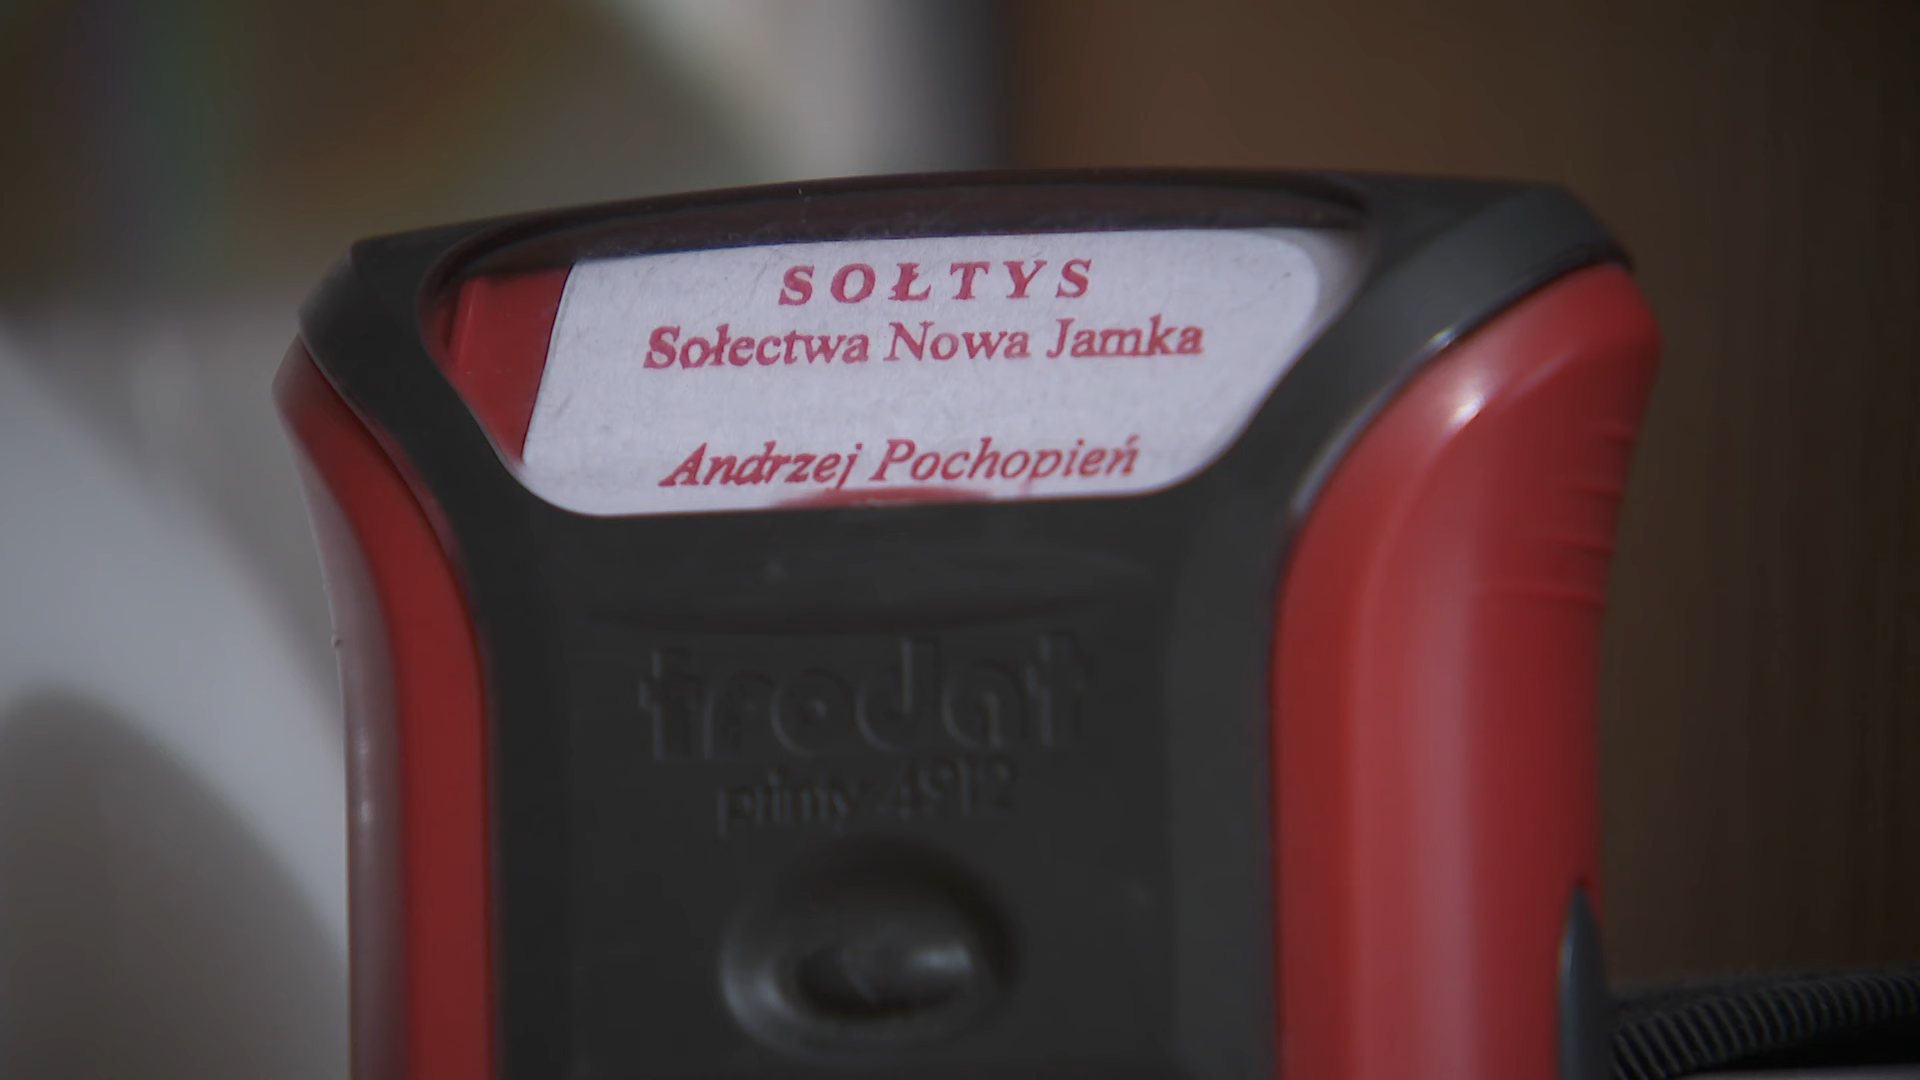 SOŁTYS
Sołectwa Nowa Jamka
Andrzej Pochopień
trodat
printy 4912